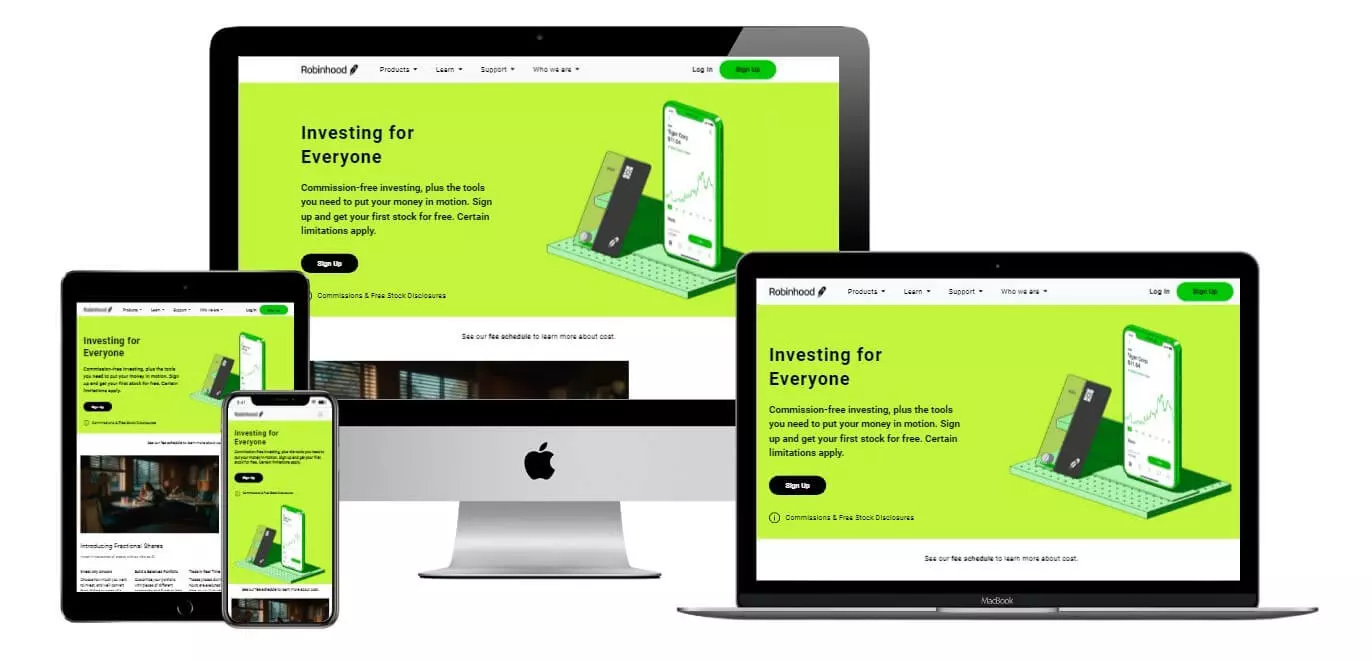 Robinhood
Products Learn Support Who we are
Log In Sign Up
Investing for
Everyone
Commission-free investing, plus the tools
you need to put your money in motion. Sign
up and get your first stock for free. Certain
limitations apply.
Sign Up
Commissions & Free Stock Disclosures
See our fee schedule to learn more about cost.
Tiger Corp
Robinhood
Products Learn Support Who we are
Log In Sign Up
Investing for
Everyone
Commission-free investing, plus the tools
you need to put your money in motion. Sign
up and get your first stock for free. Certain
limitations apply.
Sign Up
Commissions & Free Stock Disclosures
See our fee schedule to learn more about
Introducing Fractional Shares
Build a Balanced Portfolio
Trade in Real Time
Investing for
Everyone
Commission-free investing, plus the tools you need to
put your money in motion. Sign up and get your first
stock for free. Certain limitations apply.
Sign Up
Commissions & Free Stock Disclosures
See our fee schedule to learn more about cost.
Robinhood
Products Learn Support Who we are
Log In Sign Up
Investing for
Everyone
Commission-free investing, plus the tools
you need to put your money in motion. Sign
up and get your first stock for free. Certain
limitations apply.
Sign Up
Commissions & Free Stock Disclosures
Tiger Corp
See our fee schedule to learn more about cost.
MacBook